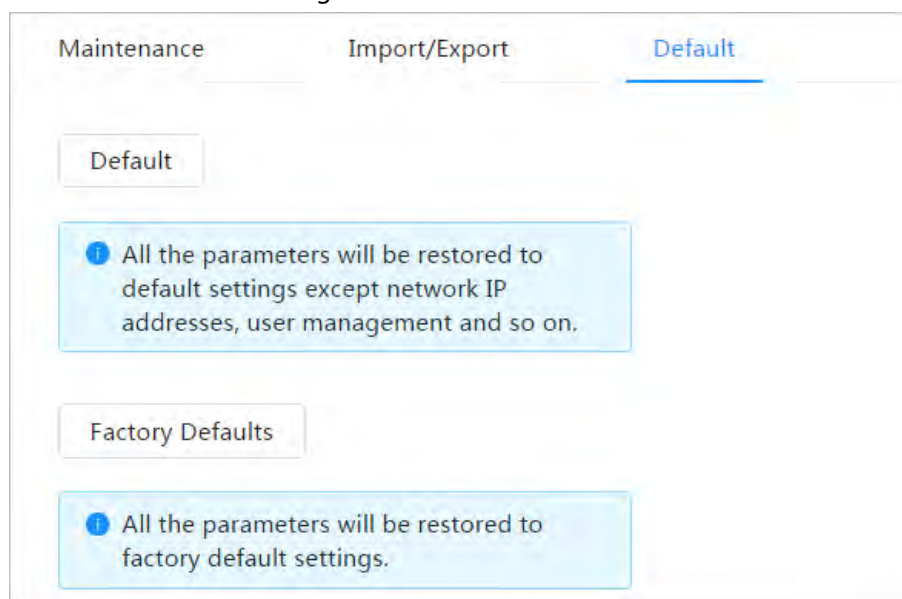 Maintenance Import/Export Default
Default
All the parameters will be restored to
default settings except network IP
addresses, user management and so on.
Factory Defaults
All the parameters will be restored to
factory default settings.